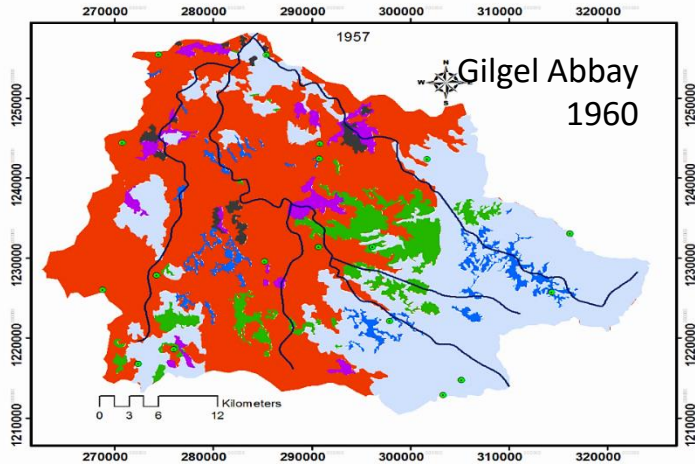 270000 280000 290000 300000 310000 320000
1957
Gilgel Abbay
1960
N
W
S
1250000 1250000
1240000 1240000
1230000 1230000
1220000 1220000
1210000 1210000
Kilometers
0 3 6 12
270000 280000 290000 300000 310000 320000